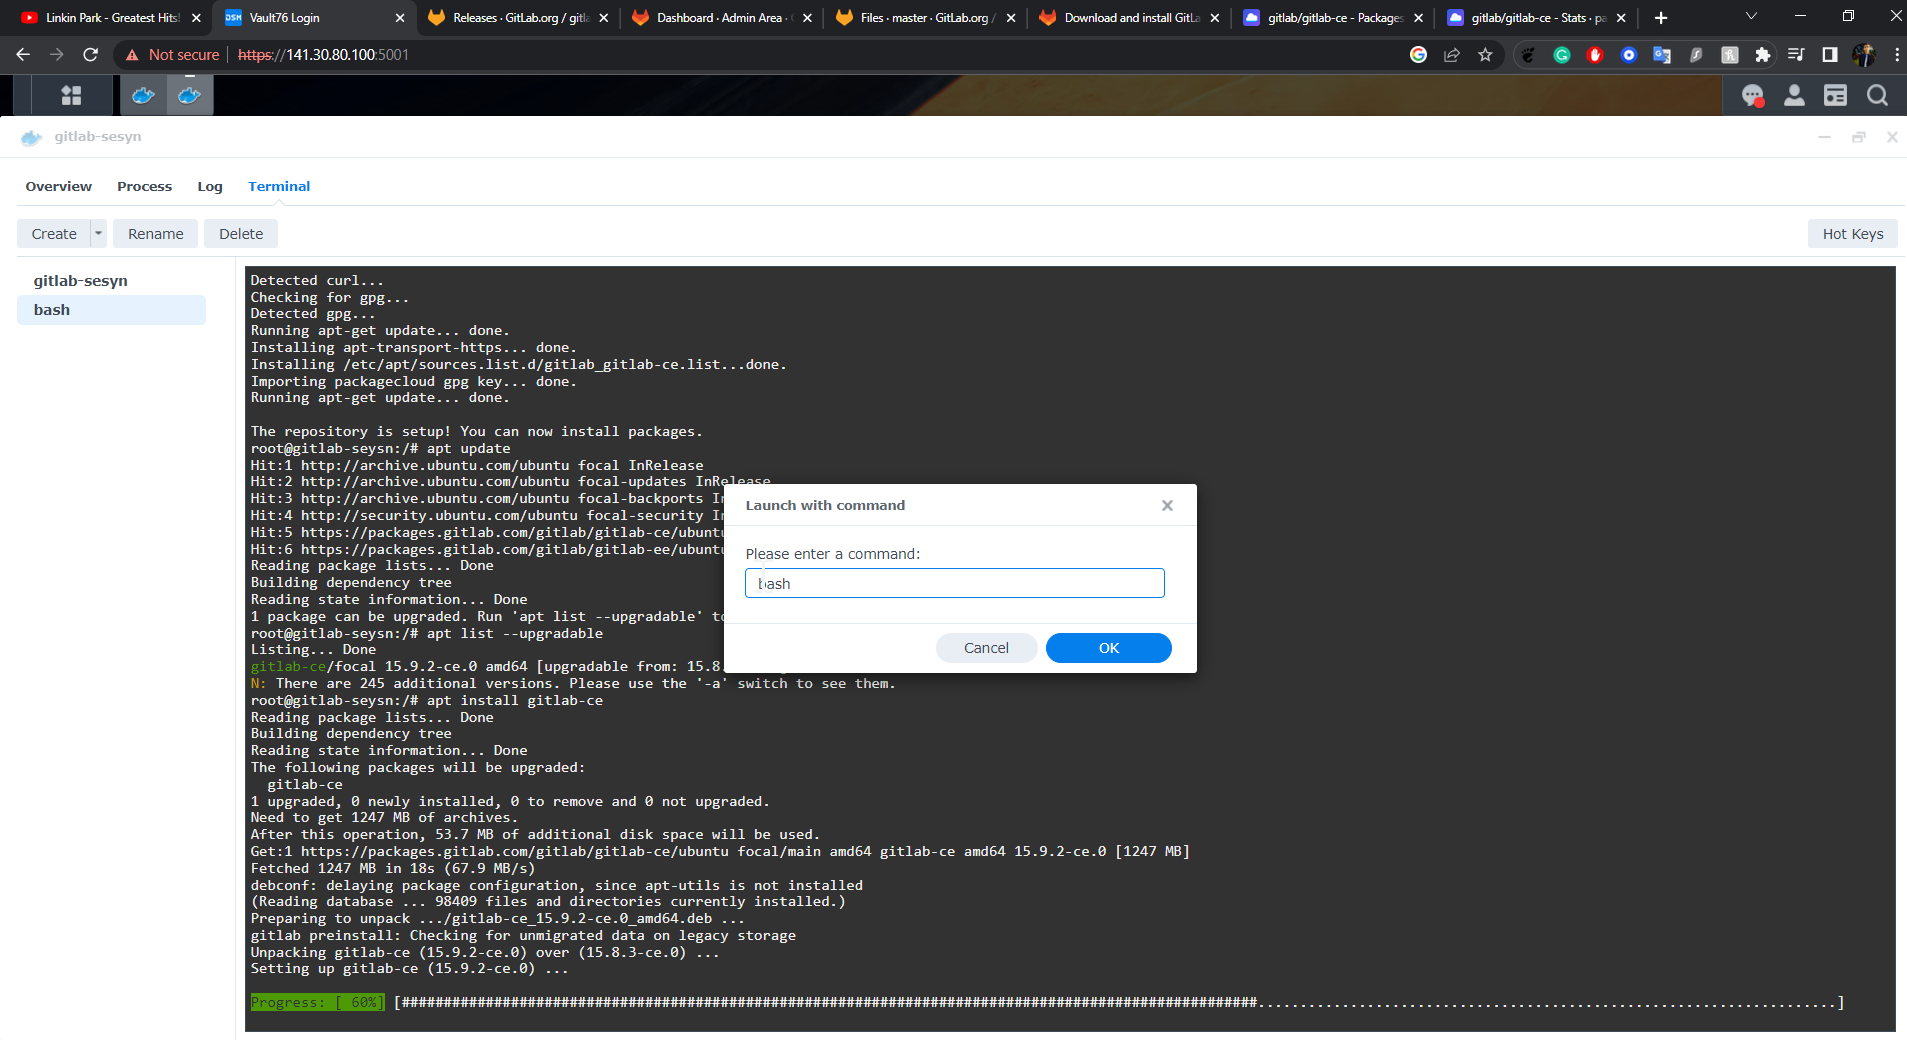 Linkin Park - Greatest Hits
Vault76 Login
Releases · GitLab.org / gitla
Dashboard · Admin Area ·
Files · master · GitLab.org /
Download and install GitLa
gitlab/gitlab-ce - Packages
gitlab/gitlab-ce - Stats · pa
Not secure
https://141.30.80.100:5001
gitlab-sesyn
Overview
Process
Log
Terminal
Create
Rename
Delete
Hot Keys
gitlab-sesyn
bash
Detected curl...
Checking for gpg...
Detected gpg...
Running apt-get update... done.
Installing apt-transport-https... done.
Installing /etc/apt/sources.list.d/gitlab_gitlab-ce.list...done.
Importing packagecloud gpg key... done.
Running apt-get update... done.
The repository is setup! You can now install packages.
root@gitlab-seysn:/# apt update
Hit:1 http://archive.ubuntu.com/ubuntu focal InRelease
Hit:2 http://archive.ubuntu.com/ubuntu focal-updates InRelease
Hit:3 http://archive.ubuntu.com/ubuntu focal-backports In
Hit:4 http://security.ubuntu.com/ubuntu focal-security In
Hit:5 https://packages.gitlab.com/gitlab/gitlab-ce/ubuntu
Hit:6 https://packages.gitlab.com/gitlab/gitlab-ee/ubuntu
Reading package lists... Done
Building dependency tree
Reading state information... Done
1 package can be upgraded. Run 'apt list --upgradable' to
root@gitlab-seysn:/# apt list --upgradable
Listing... Done
gitlab-ce/focal 15.9.2-ce.0 amd64 [upgradable from: 15.8.
N: There are 245 additional versions. Please use the '-a' switch to see them.
root@gitlab-seysn:/# apt install gitlab-ce
Reading package lists... Done
Building dependency tree
Reading state information... Done
The following packages will be upgraded:
gitlab-ce
1 upgraded, 0 newly installed, 0 to remove and 0 not upgraded.
Need to get 1247 MB of archives.
After this operation, 53.7 MB of additional disk space will be used.
Get:1 https://packages.gitlab.com/gitlab/gitlab-ce/ubuntu focal/main amd64 gitlab-ce amd64 15.9.2-ce.0 [1247 MB]
Fetched 1247 MB in 18s (67.9 MB/s)
debconf: delaying package configuration, since apt-utils is not installed
(Reading database ... 98409 files and directories currently installed.)
Preparing to unpack .../gitlab-ce_15.9.2-ce.0_amd64.deb ...
gitlab preinstall: Checking for unmigrated data on legacy storage
Unpacking gitlab-ce (15.9.2-ce.0) over (15.8.3-ce.0) ...
Setting up gitlab-ce (15.9.2-ce.0) ...
Progress: [ 60%]
Launch with command
Please enter a command:
bash
Cancel
OK